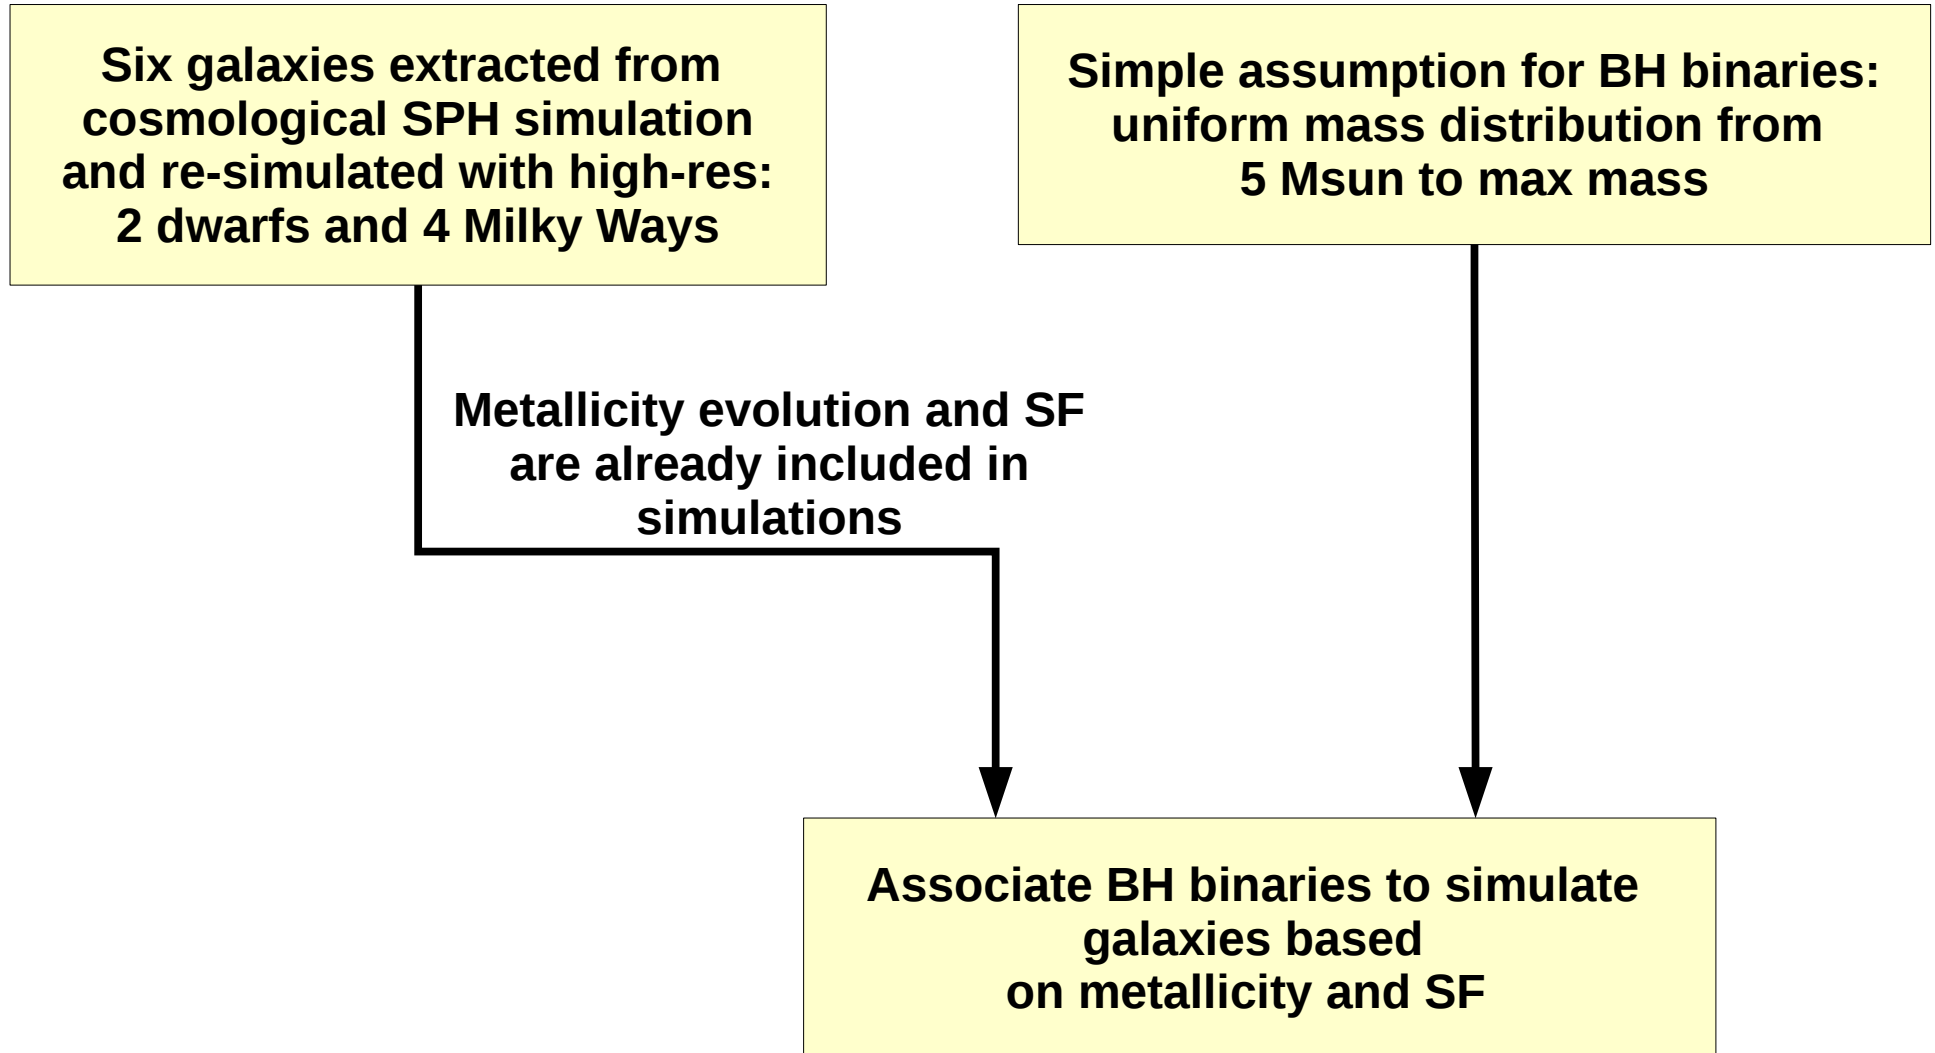 Six galaxies extracted from
cosmological SPH simulation
and re-simulated with high-res:
2 dwarfs and 4 Milky Ways
Simple assumption for BH binaries:
uniform mass distribution from
5 Msun to max mass
Metallicity evolution and SF
are already included in
simulations
Associate BH binaries to simulate
galaxies based
on metallicity and SF